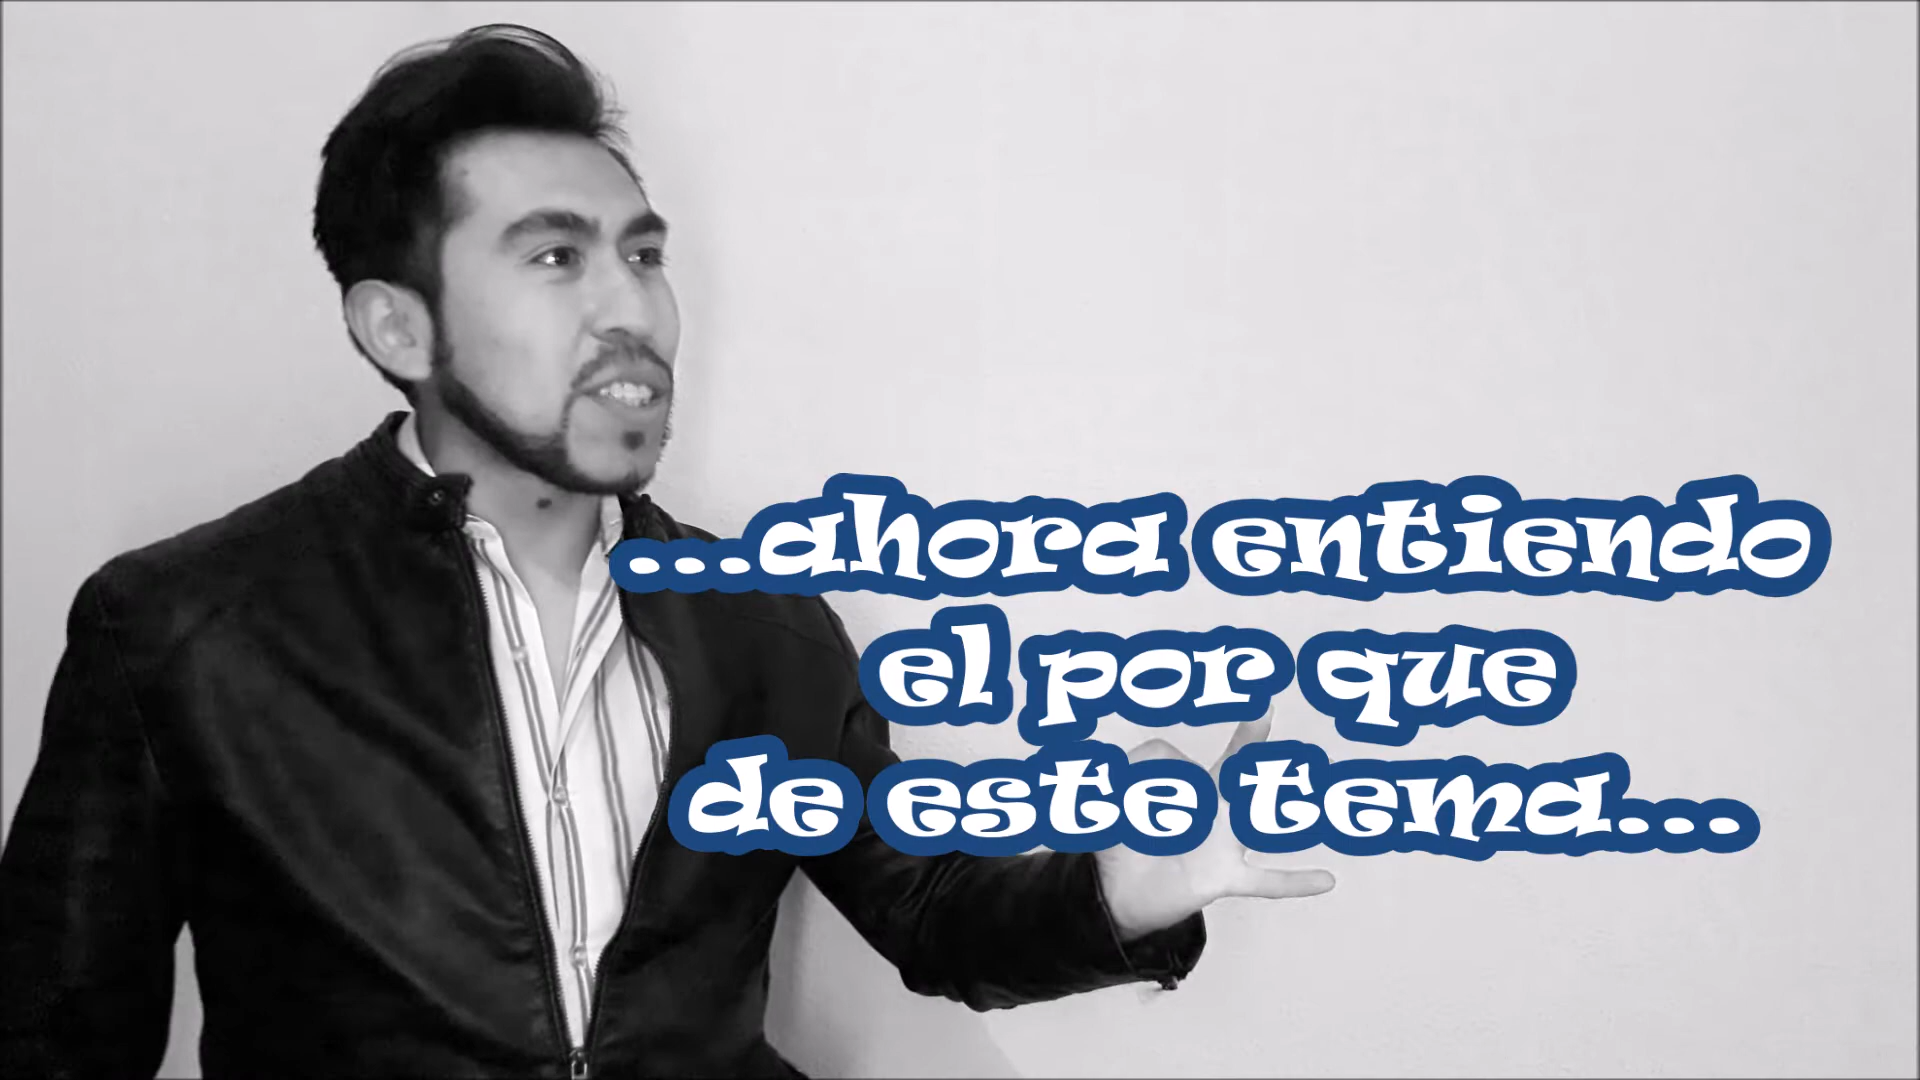 ...ahora entiendo
el por que
de este tema...